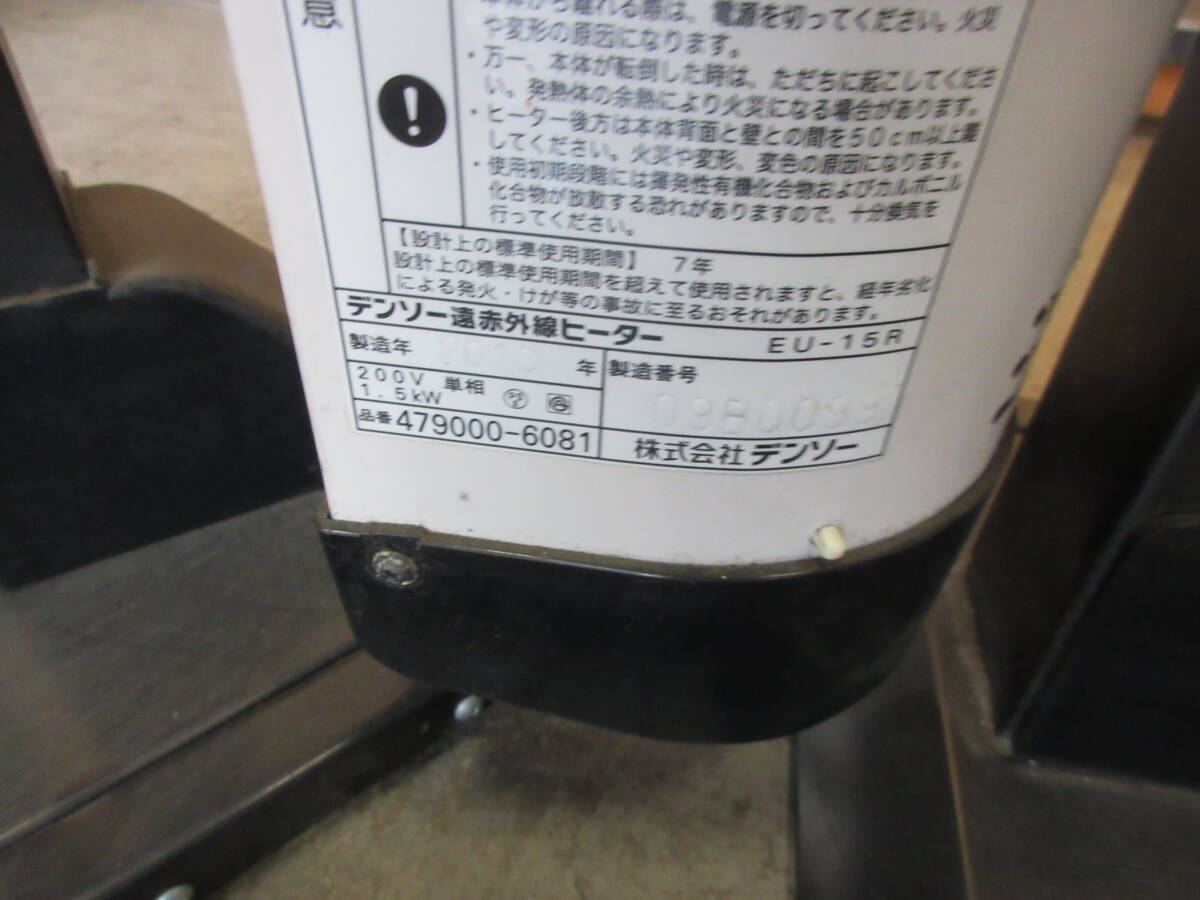 意
本体から離れる際は、電源を切ってください。火災
や変形の原因になります。
・万一、本体が転倒した時は、ただちに起こしてくださ
い。発熱体の余熱により火災になる場合があります。
・ヒーター後方は本体背面と壁との間を50cm以上離
してください。火災や変形、変色の原因になります。
・使用初期段階には揮発性有機化合物およびカルボニル
化合物が放散する恐れがありますので、十分換気を
行ってください。
【設計上の標準使用期間】 7年
設計上の標準使用期間を超えて使用されますと、経年劣化
による発火・けが等の事故に至るおそれがあります。
デンソー遠赤外線ヒーター EU-15R
製造年 2010 年
製造番号
200V 単相
1.5kW
品番 479000-6081
株式会社 デンソー